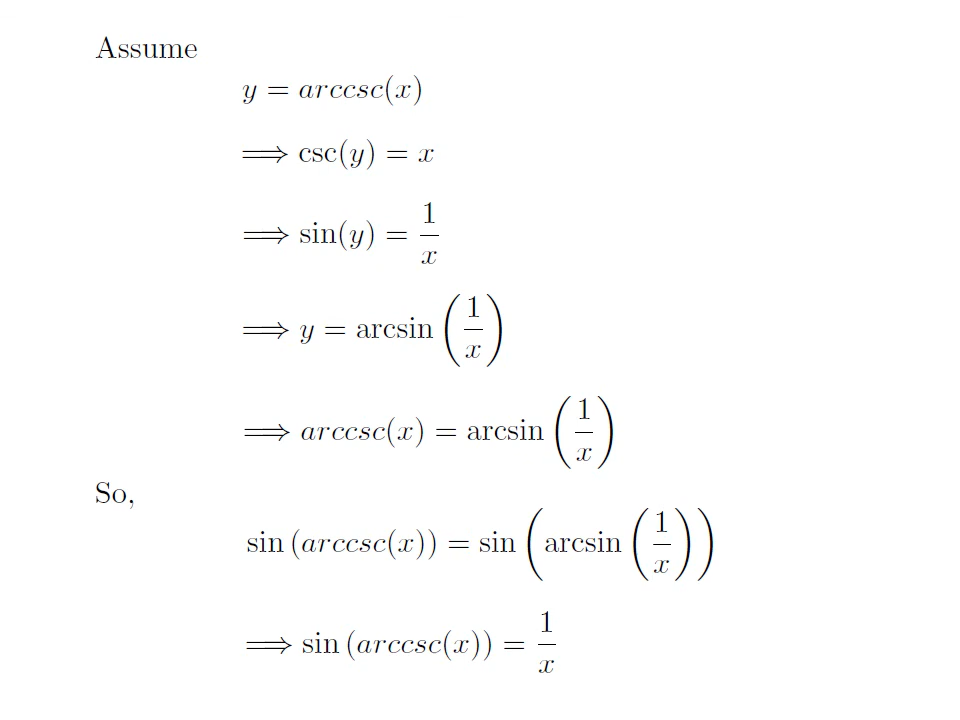 Assume
y = arccsc(x)
⟹ csc(y) = x
⟹ sin(y) = 1/x
⟹ y = arcsin (1/x)
⟹ arccsc(x) = arcsin (1/x)
So,
sin (arccsc(x)) = sin (arcsin (1/x))
⟹ sin (arccsc(x)) = 1/x